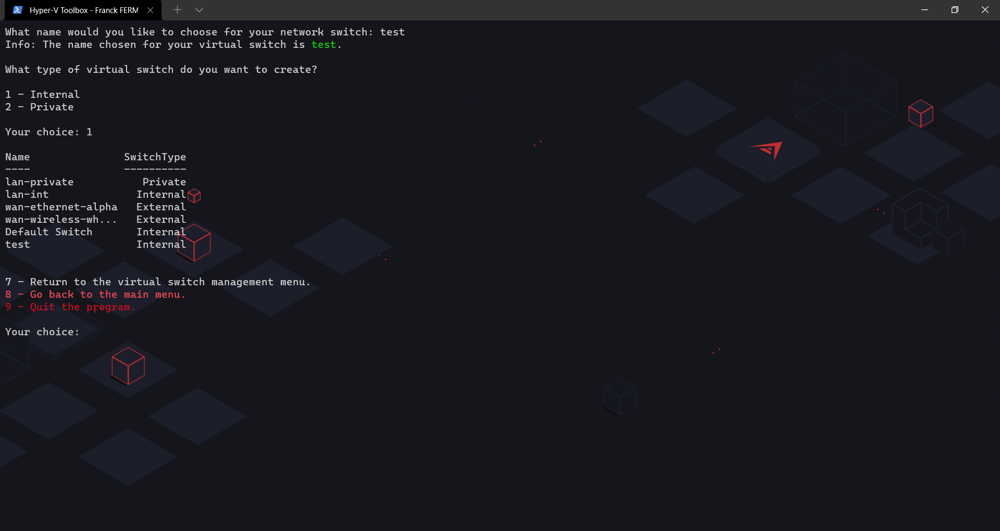 Hyper-V Toolbox - Franck FERM
What name would you like to choose for your network switch: test
Info: The name chosen for your virtual switch is test.
What type of virtual switch do you want to create?
1 - Internal
2 - Private
Your choice: 1
Name SwitchType
---- ----------
lan-private Private
lan-int Internal
wan-ethernet-alpha External
wan-wireless-wh... External
Default Switch Internal
test Internal
7 - Return to the virtual switch management menu.
8 - Go back to the main menu.
9 - Quit the program.
Your choice: